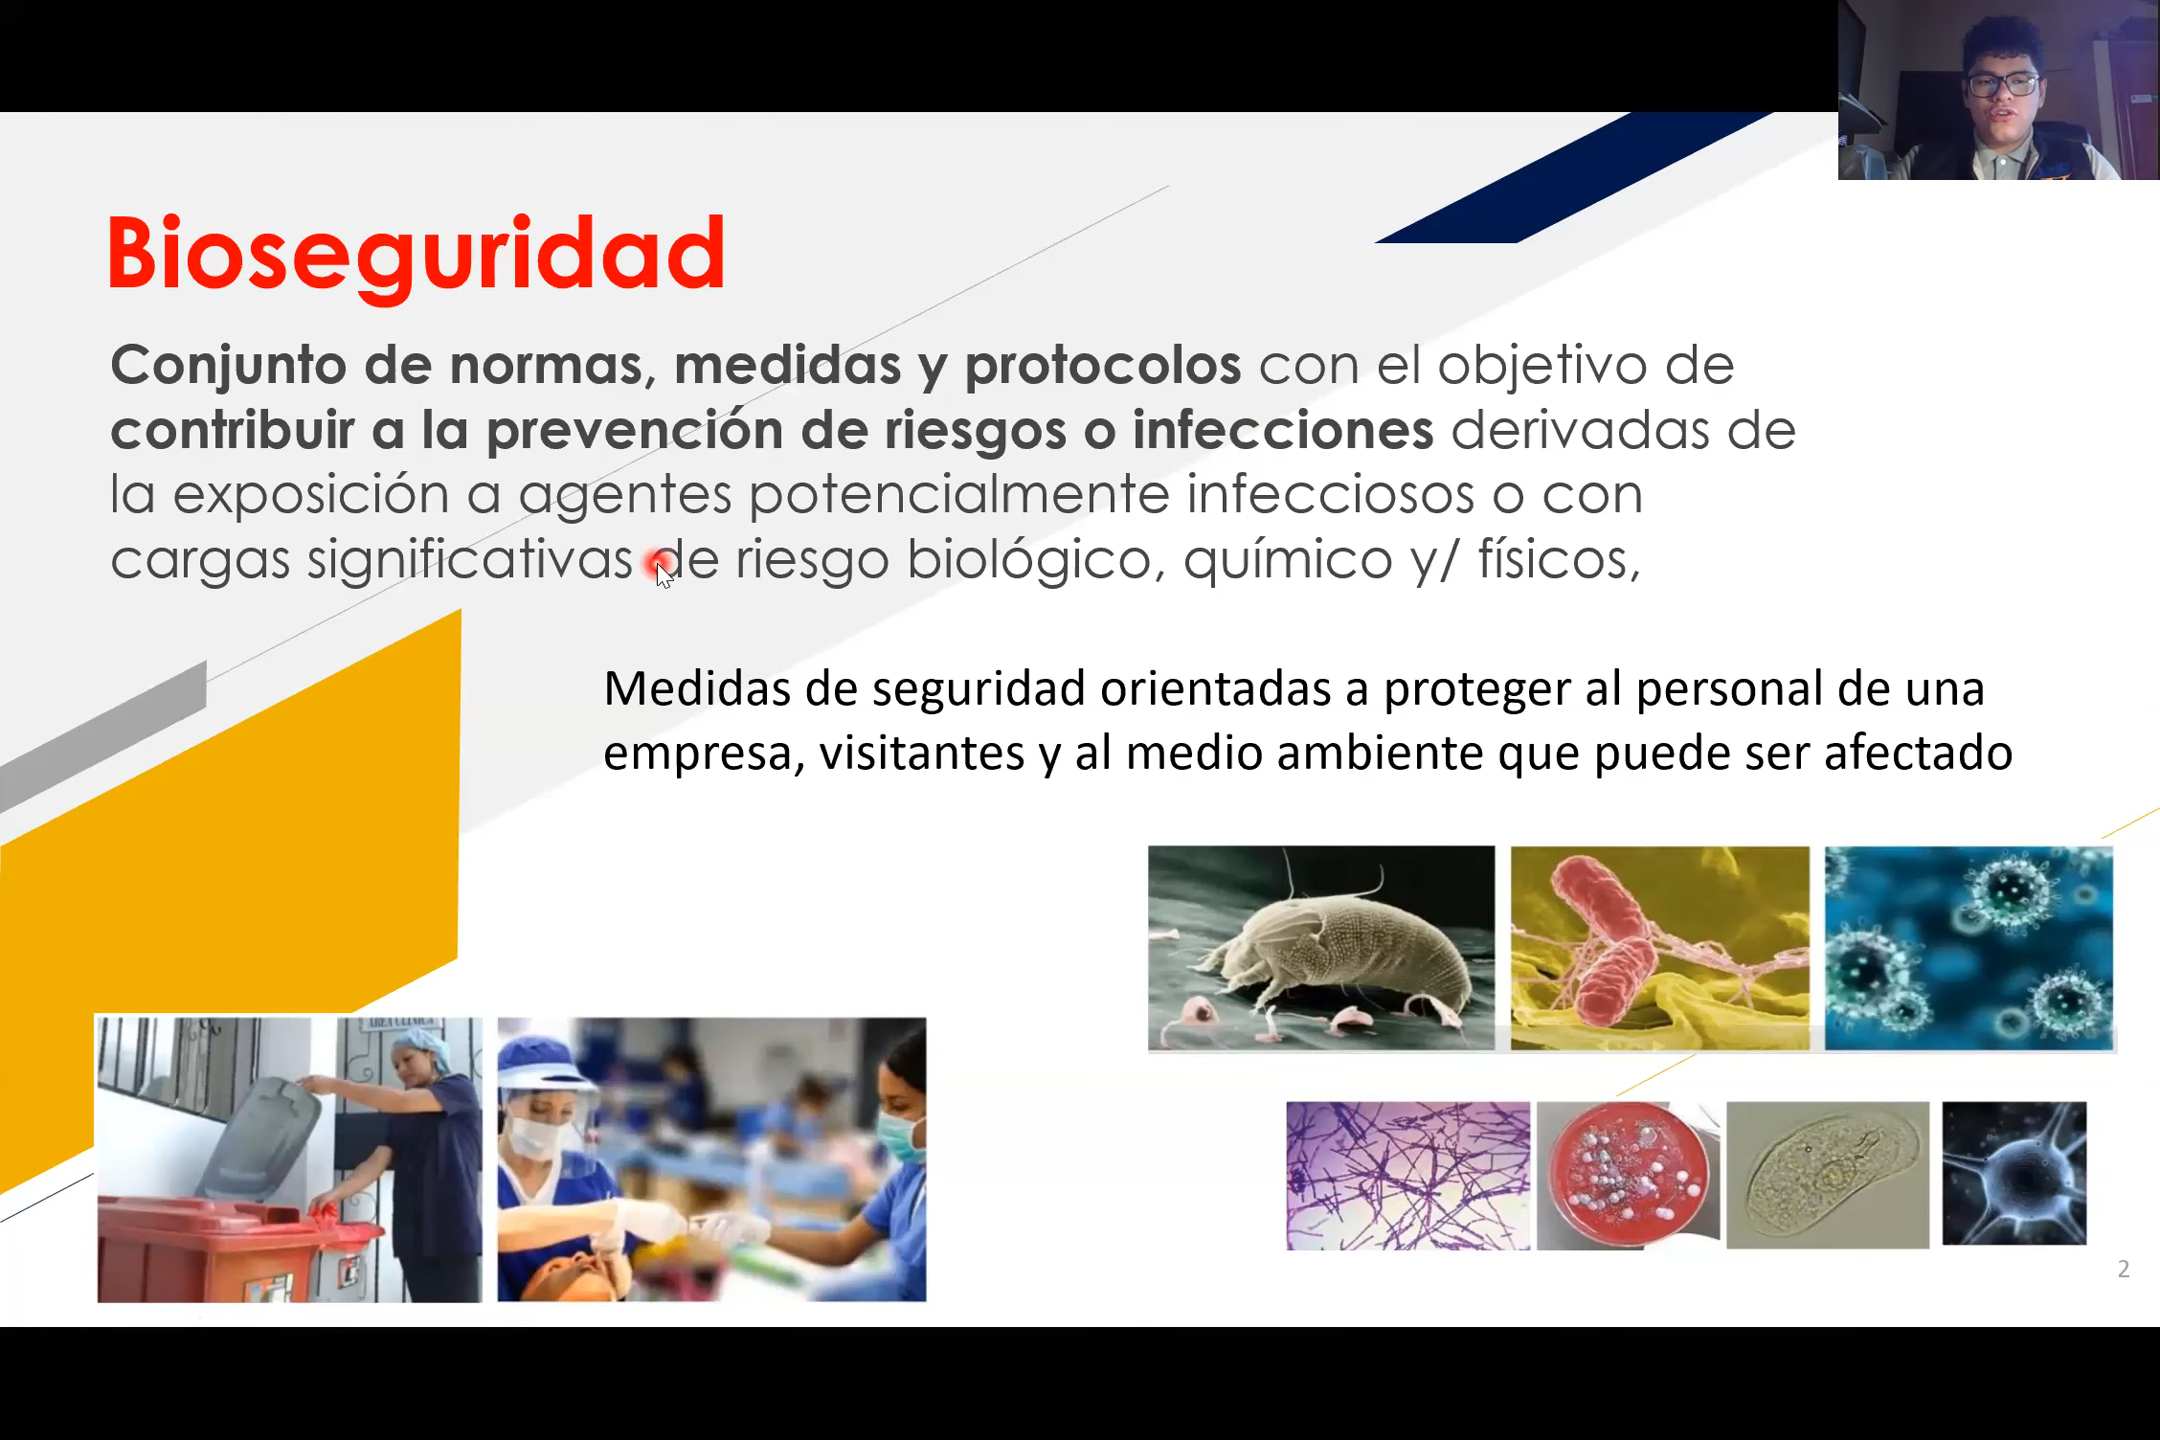 Bioseguridad
Conjunto de normas, medidas y protocolos con el objetivo de
contribuir a la prevención de riesgos o infecciones derivadas de
la exposición a agentes potencialmente infecciosos o con
cargas significativas de riesgo biológico, químico y/ físicos,
Medidas de seguridad orientadas a proteger al personal de una
empresa, visitantes y al medio ambiente que puede ser afectado
AREA CLINICA
2